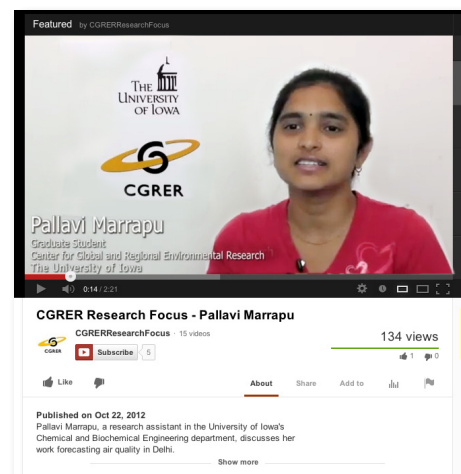 Featured by CGRERResearchFocus
THE
UNIVERSITY
OF IOWA
CGRER
Pallavi Marrapu
Graduate Student
Center for Global and Regional Environmental Research
The University of Iowa
0:14 / 2:21
CGRER Research Focus - Pallavi Marrapu
CGRER
CGRERResearchFocus · 15 videos
Subscribe 5
134 views
1 0
Like
About Share Add to
Published on Oct 22, 2012
Pallavi Marrapu, a research assistant in the University of Iowa's
Chemical and Biochemical Engineering department, discusses her
work forecasting air quality in Delhi.
Show more